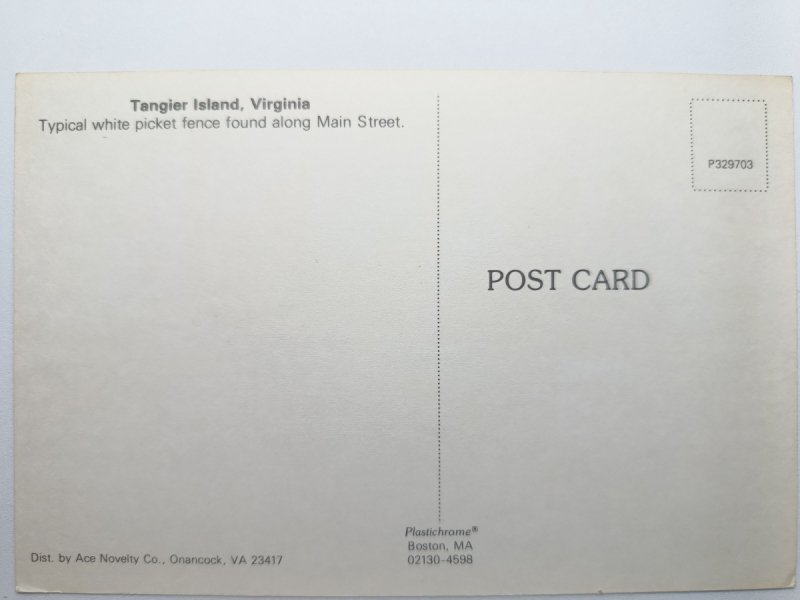 Tangier Island, Virginia
Typical white picket fence found along Main Street.
P329703
POST CARD
Plastichrome®
Boston, MA
02130-4598
Dist. by Ace Novelty Co., Onancock, VA 23417